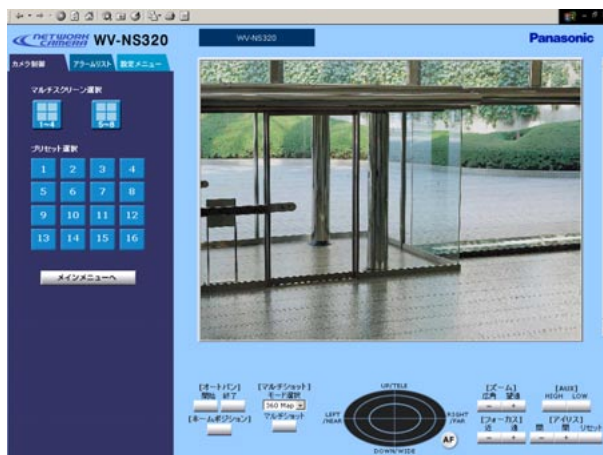 NETWORK CAMERA WV-NS320
WV-NS320
Panasonic
カメラ制御 アラームリスト 設定メニュー
マルチスクリーン選択
1～4 5～8
プリセット選択
1 2 3 4
5 6 7 8
9 10 11 12
13 14 15 16
メインメニューへ
[オートパン]
開始 終了
[ホームポジション]
[マルチショット]
モード選択
360 Map
マルチショット
UP/TELE
LEFT /NEAR
RIGHT /FAR
DOWN/WIDE
AF
[ズーム]
広角 望遠
- +
[AUX]
HIGH LOW
[フォーカス]
近 遠
- +
[アイリス]
閉 開 リセット
- +